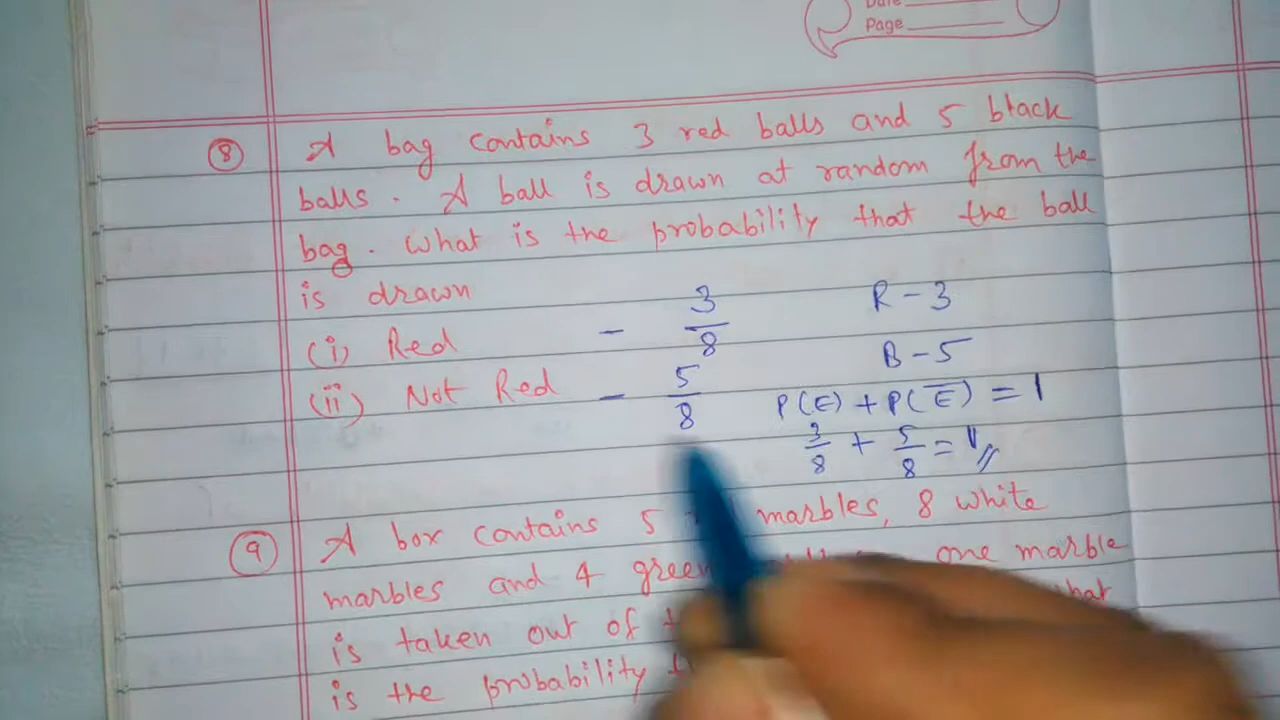 Date
Page
8 A bag contains 3 red balls and 5 black
balls. A ball is drawn at random from the
bag. What is the probability that the ball
is drawn
(i) Red - 3/8 R - 3
B - 5
(ii) Not Red - 5/8 P(E) + P(E̅) = 1
3/8 + 5/8 = 1//
9 A box contains 5 marbles, 8 white
marbles and 4 green one marble
is taken out of what
is the probability